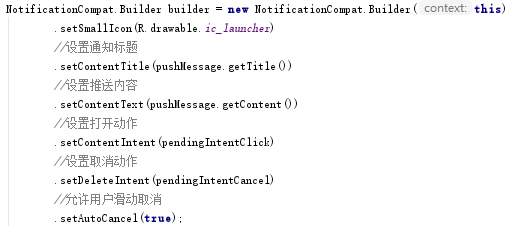 NotificationCompat.Builder builder = new NotificationCompat.Builder( context: this)
.setSmallIcon(R.drawable.ic_launcher)
//设置通知标题
.setContentTitle(pushMessage.getTitle())
//设置推送内容
.setContentText(pushMessage.getContent())
//设置打开动作
.setContentIntent(pendingIntentClick)
//设置取消动作
.setDeleteIntent(pendingIntentCancel)
//允许用户滑动取消
.setAutoCancel(true);